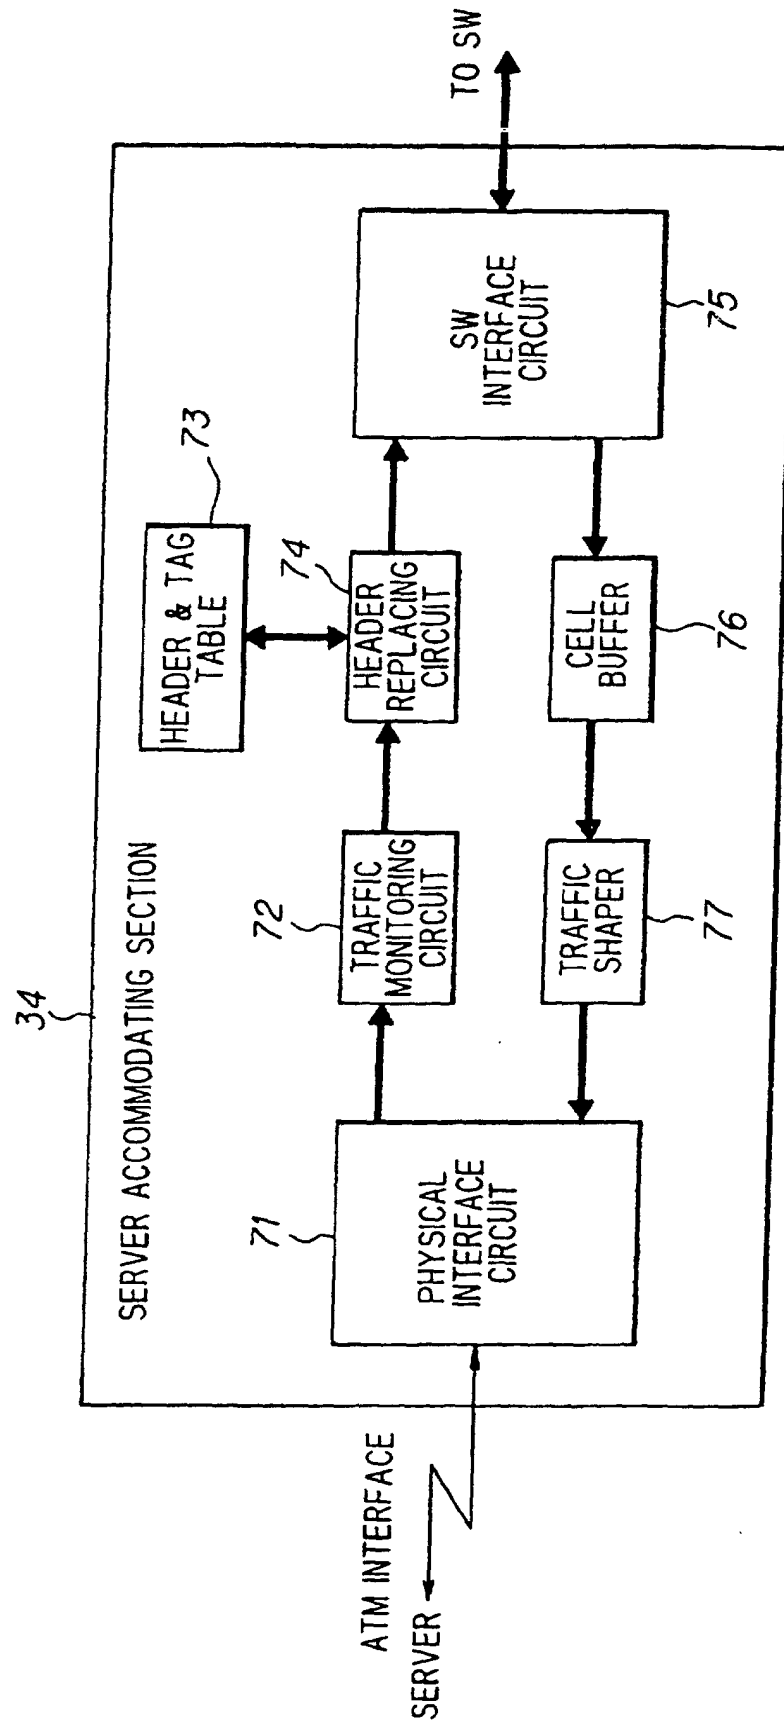 34
SERVER ACCOMMODATING SECTION
73
HEADER & TAG
TABLE
71
72
74
ATM INTERFACE
SERVER
PHYSICAL
INTERFACE
CIRCUIT
TRAFFIC
MONITORING
CIRCUIT
HEADER
REPLACING
CIRCUIT
SW
INTERFACE
CIRCUIT
TO SW
TRAFFIC
SHAPER
CELL
BUFFER
77
76
75